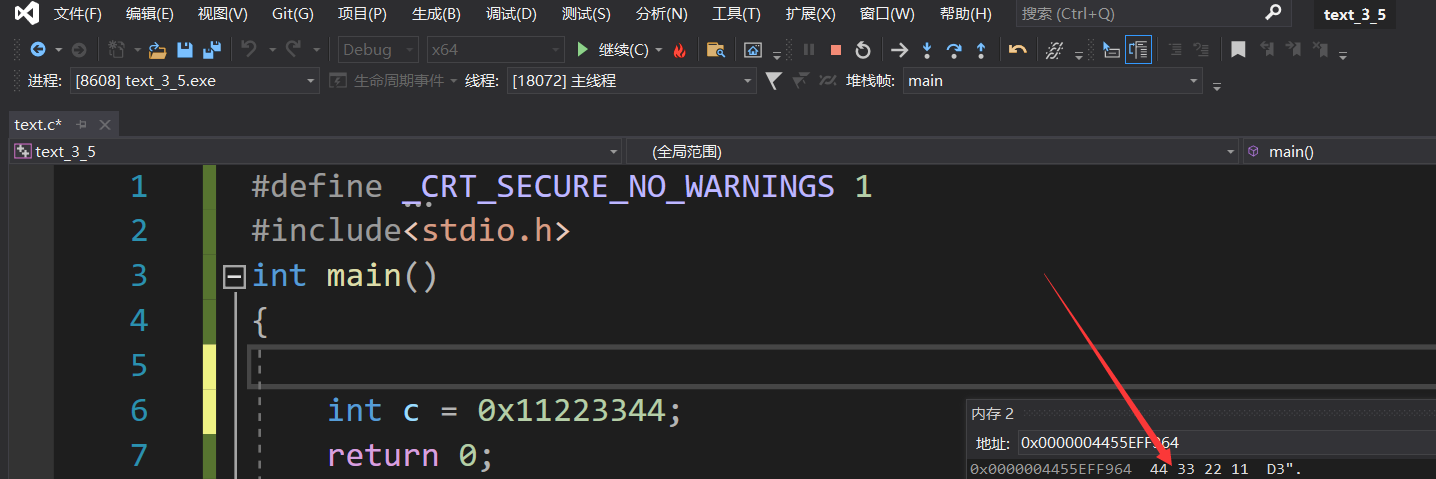 文件(F) 编辑(E) 视图(V) Git(G) 项目(P) 生成(B) 调试(D) 测试(S) 分析(N) 工具(T) 扩展(X) 窗口(W) 帮助(H) 搜索 (Ctrl+Q) text_3_5
Debug x64 继续(C)
进程: [8608] text_3_5.exe 生命周期事件 线程: [18072] 主线程 堆栈帧: main
text.c*
text_3_5 (全局范围) main()
1 #define _CRT_SECURE_NO_WARNINGS 1
2 #include<stdio.h>
3 int main()
4 {
5
6 int c = 0x11223344;
7 return 0;
内存 2
地址: 0x0000004455EFF964
0x0000004455EFF964 44 33 22 11 D3".